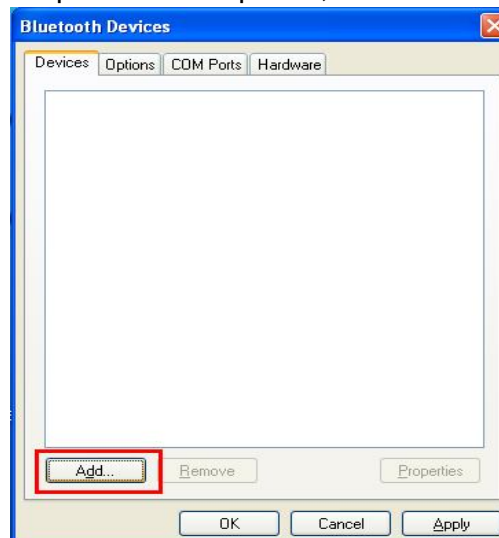 Bluetooth Devices
Devices Options COM Ports Hardware
Add... Remove Properties
OK Cancel Apply